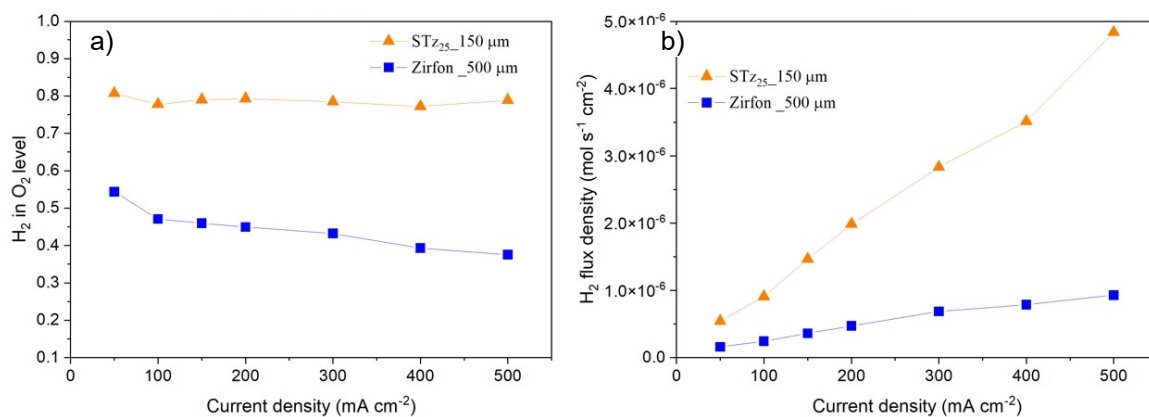 a)
STz₂₅_150 μm
Zirfon _500 μm
H₂ in O₂ level
1.0
0.9
0.8
0.7
0.6
0.5
0.4
0.3
0.2
0.1
0
100
200
300
400
500
Current density (mA cm⁻²)
b)
STz₂₅_150 μm
Zirfon _500 μm
H₂ flux density (mol s⁻¹ cm⁻²)
5.0×10⁻⁶
4.0×10⁻⁶
3.0×10⁻⁶
2.0×10⁻⁶
1.0×10⁻⁶
0.0
0
100
200
300
400
500
Current density (mA cm⁻²)